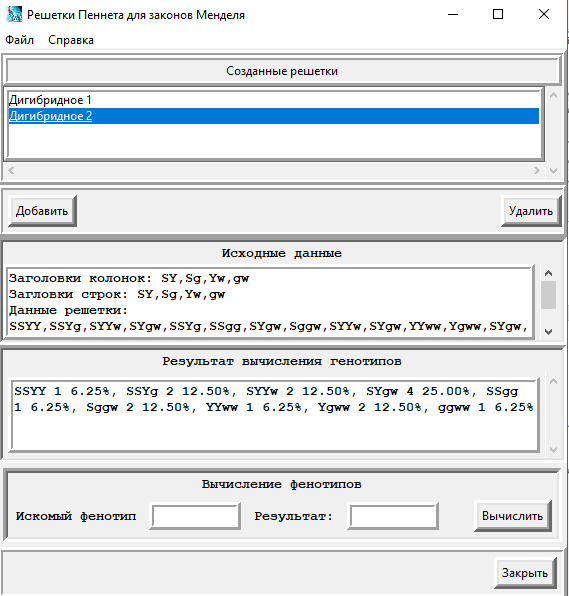 Решетки Пеннета для законов Менделя
Файл Справка
Созданные решетки
Дигибридное 1
Дигибридное 2
Добавить Удалить
Исходные данные
Заголовки колонок: SY,Sg,Yw,gw
Загловки строк: SY,Sg,Yw,gw
Данные решетки:
SSYY,SSYg,SYYw,SYgw,SSYg,SSgg,SYgw,Sggw,SYYw,SYgw,YYww,Ygww,SYgw,
Результат вычисления генотипов
SSYY 1 6.25%, SSYg 2 12.50%, SYYw 2 12.50%, SYgw 4 25.00%, SSgg
1 6.25%, Sggw 2 12.50%, YYww 1 6.25%, Ygww 2 12.50%, ggww 1 6.25%
Вычисление фенотипов
Искомый фенотип Результат: Вычислить
Закрыть